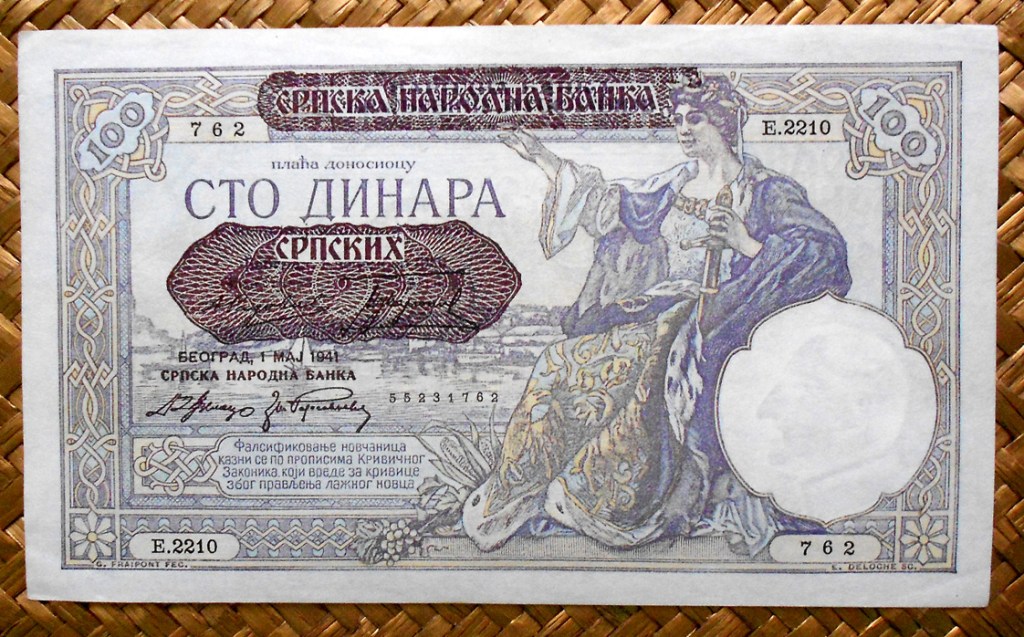 СРПСКА НАРОДНА БАНКА
100
762
E.2210
100
плаћа доносиоцу
СТО ДИНАРА
СРПСКИХ
БЕОГРАД, 1 МАЈ 1941
СРПСКА НАРОДНА БАНКА
55231762
Фалсификовање новчаница
казни се по прописима Кривичног
Законика, који вреде за кривице
због прављења лажног новца
E.2210
762
G. FRAIPONT FEC.
E. DELOCHE SC.